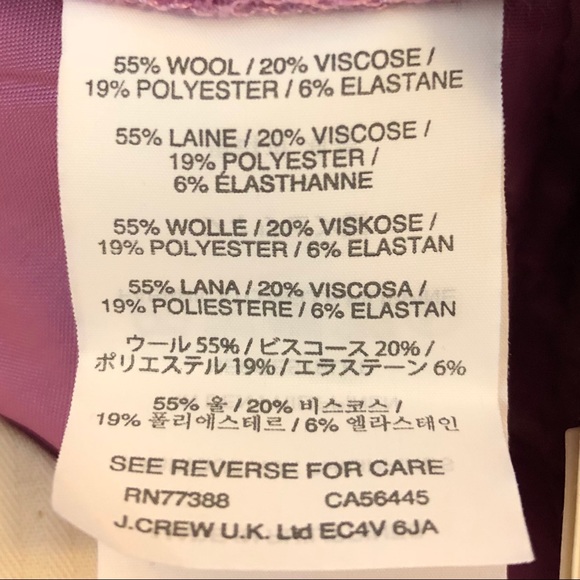 55% WOOL / 20% VISCOSE /
19% POLYESTER / 6% ELASTANE
55% LAINE / 20% VISCOSE /
19% POLYESTER /
6% ÉLASTHANNE
55% WOLLE / 20% VISKOSE /
19% POLYESTER / 6% ELASTAN
55% LANA / 20% VISCOSA /
19% POLIESTERE / 6% ELASTAN
ウール 55% / ビスコース 20% /
ポリエステル 19% / エラステーン 6%
55% 울 / 20% 비스코스 /
19% 폴리에스테르 / 6% 엘라스태인
SEE REVERSE FOR CARE
RN77388 CA56445
J.CREW U.K. Ltd EC4V 6JA